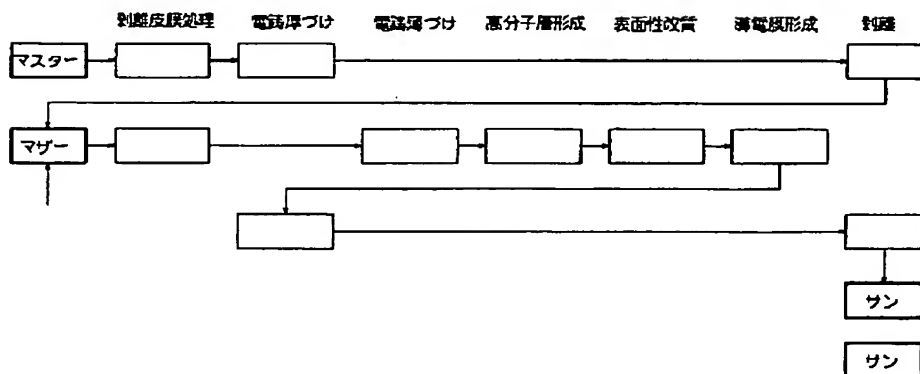 剥離皮膜処理 電鋳厚づけ 電鋳薄づけ 高分子層形成 表面性改質 導電膜形成 剥離
マスター
マザー
サン
サン